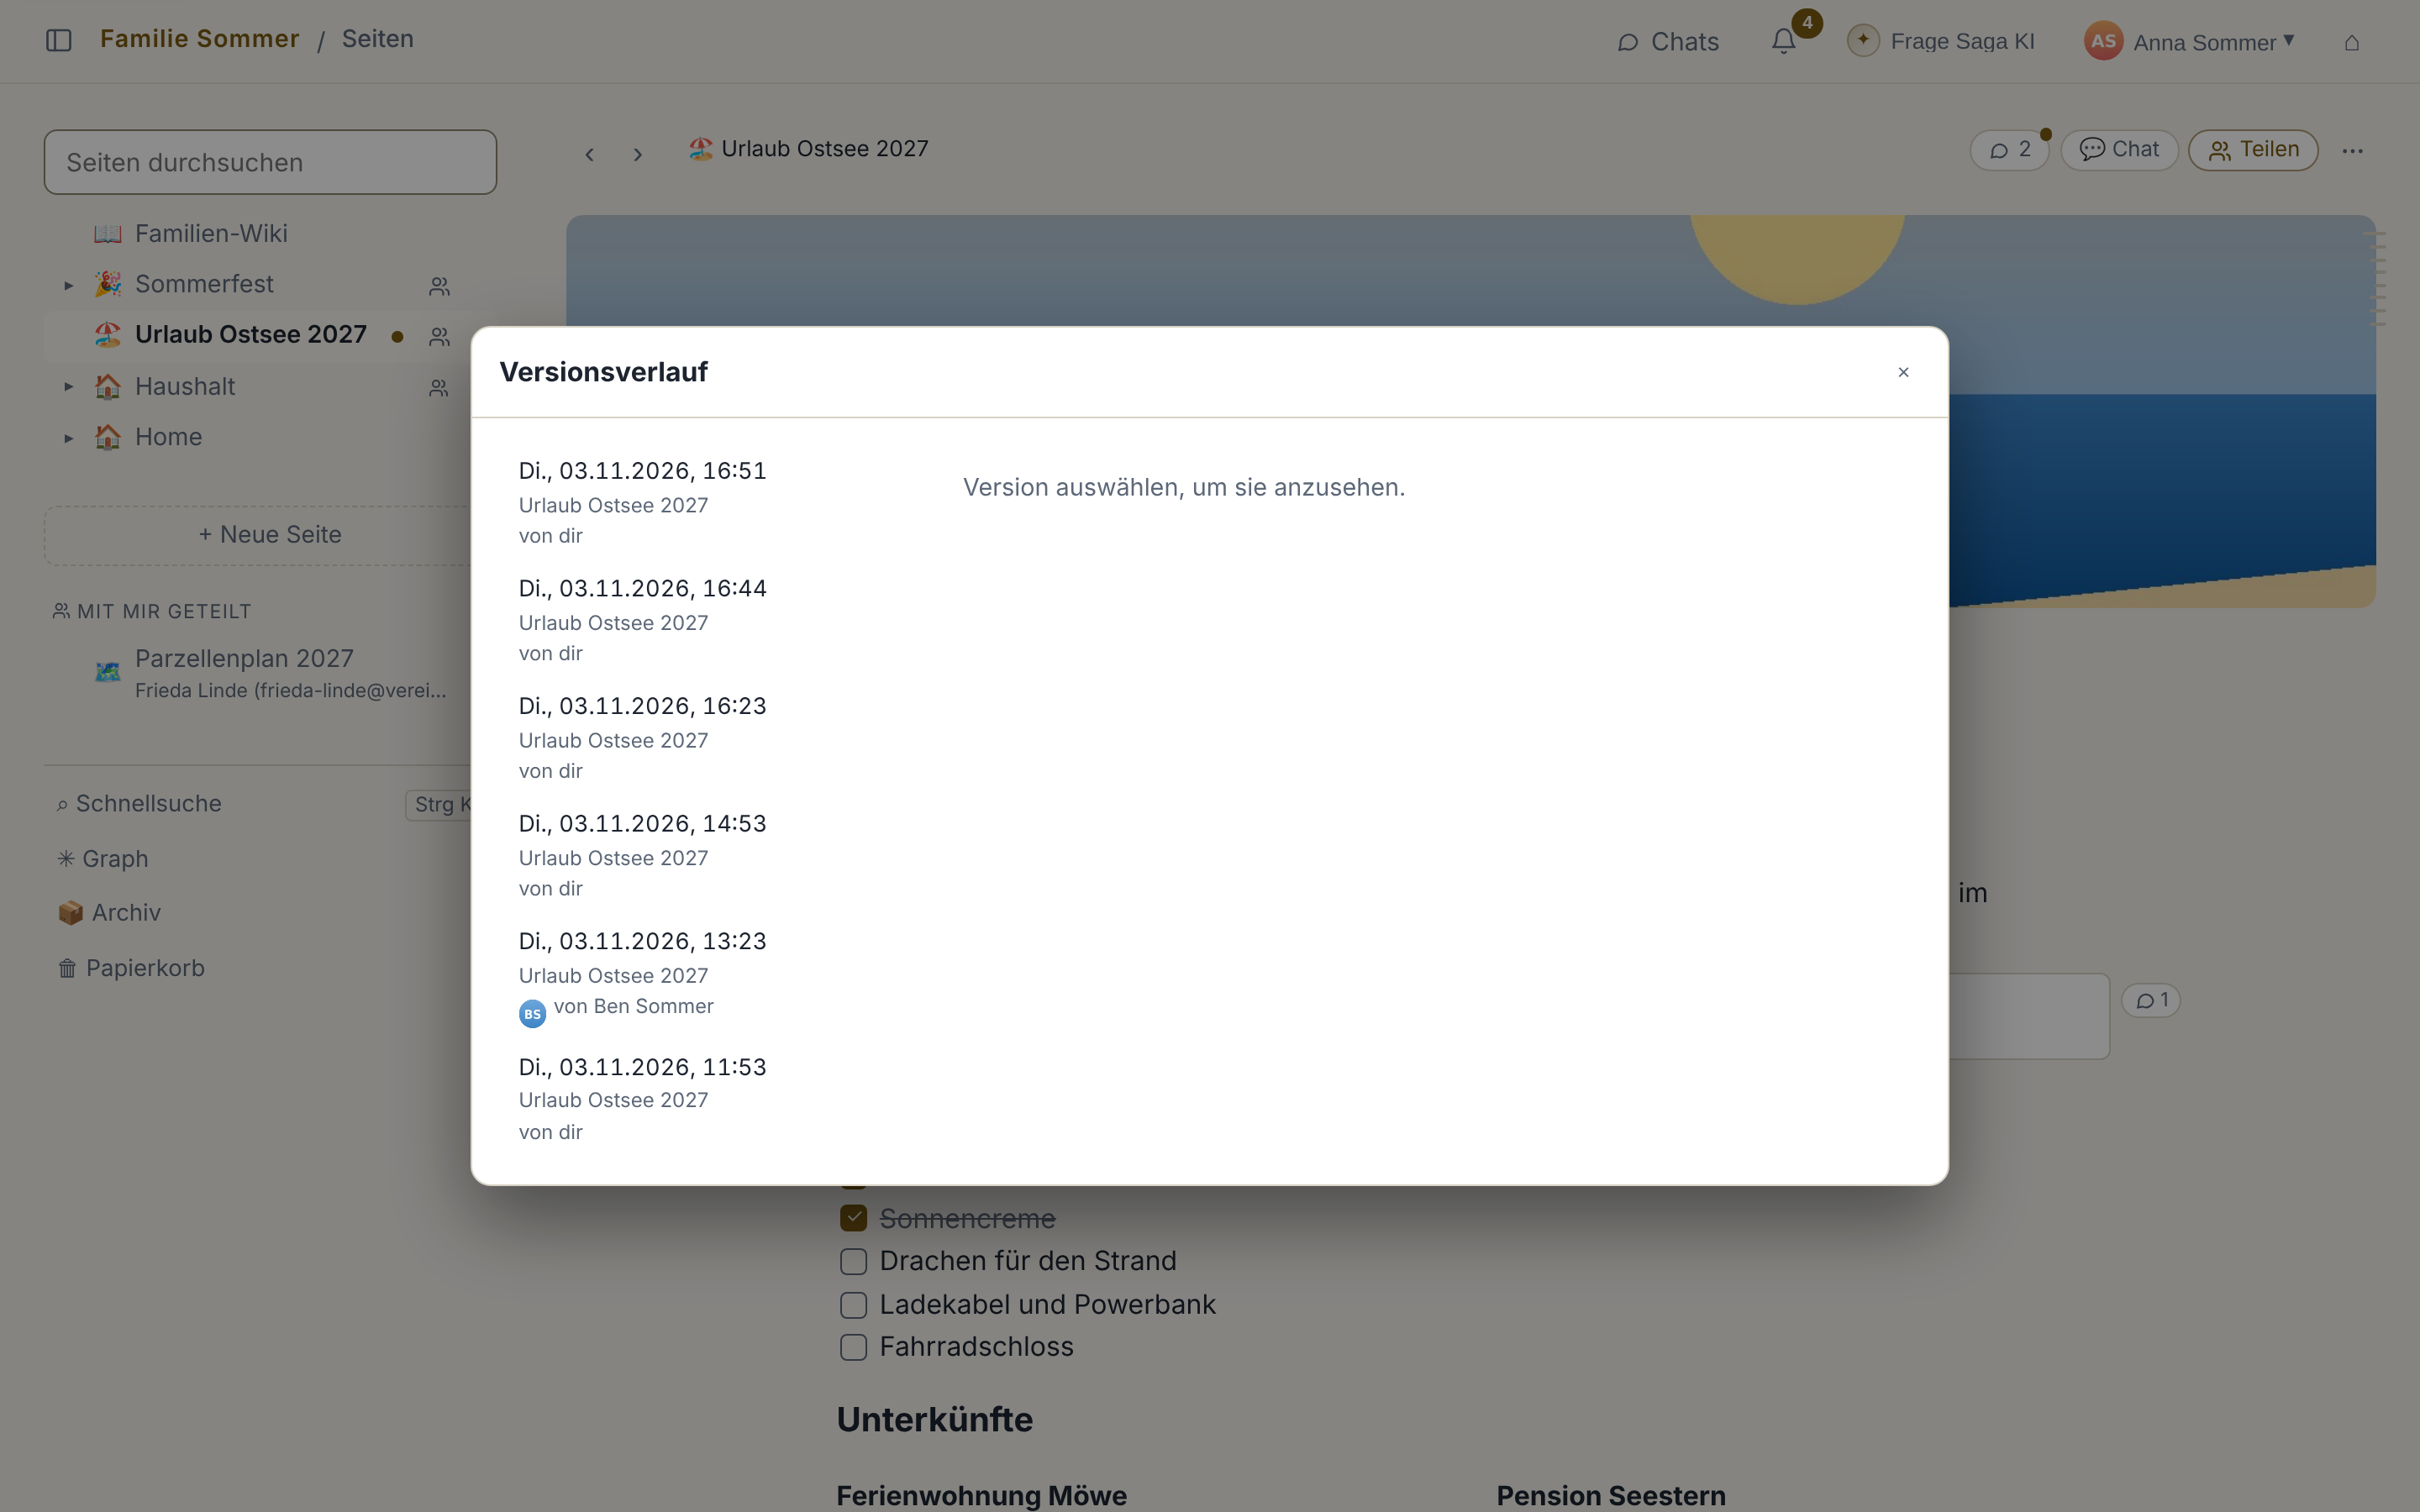 Familie Sommer / Seiten
Chats
4
Frage Saga KI
AS Anna Sommer
Seiten durchsuchen
Familien-Wiki
Sommerfest
Urlaub Ostsee 2027
Haushalt
Home
+ Neue Seite
MIT MIR GETEILT
Parzellenplan 2027
Frieda Linde (frieda-linde@verei...
Schnellsuche
Strg K
Graph
Archiv
Papierkorb
Urlaub Ostsee 2027
2
Chat
Teilen
Versionsverlauf
Di., 03.11.2026, 16:51
Urlaub Ostsee 2027
von dir
Di., 03.11.2026, 16:44
Urlaub Ostsee 2027
von dir
Di., 03.11.2026, 16:23
Urlaub Ostsee 2027
von dir
Di., 03.11.2026, 14:53
Urlaub Ostsee 2027
von dir
Di., 03.11.2026, 13:23
Urlaub Ostsee 2027
BS von Ben Sommer
Di., 03.11.2026, 11:53
Urlaub Ostsee 2027
von dir
Version auswählen, um sie anzusehen.
im
1
Sonnencreme
Drachen für den Strand
Ladekabel und Powerbank
Fahrradschloss
Unterkünfte
Ferienwohnung Möwe
Pension Seestern